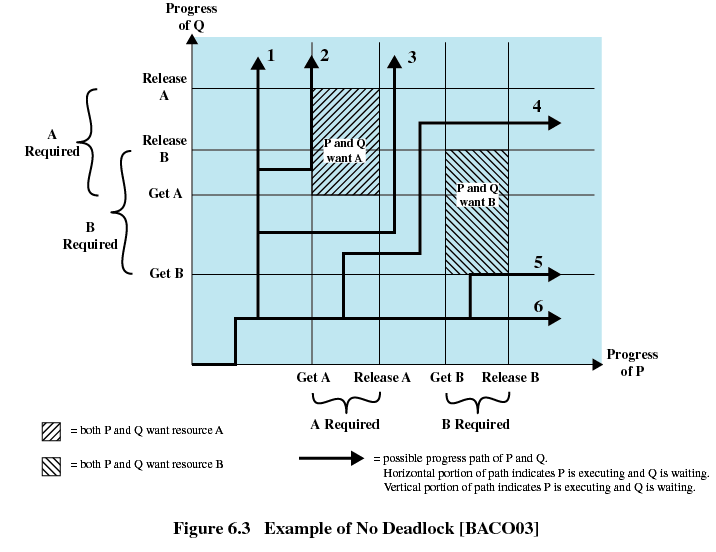 Progress
of Q
1
2
3
Release
A
4
A
Required
Release
B
P and Q
want A
Get A
P and Q
want B
B
Required
Get B
5
6
Progress
of P
Get A
Release A
Get B
Release B
A Required
B Required
= both P and Q want resource A
= both P and Q want resource B
= possible progress path of P and Q.
Horizontal portion of path indicates P is executing and Q is waiting.
Vertical portion of path indicates P is executing and Q is waiting.
Figure 6.3 Example of No Deadlock [BACO03]